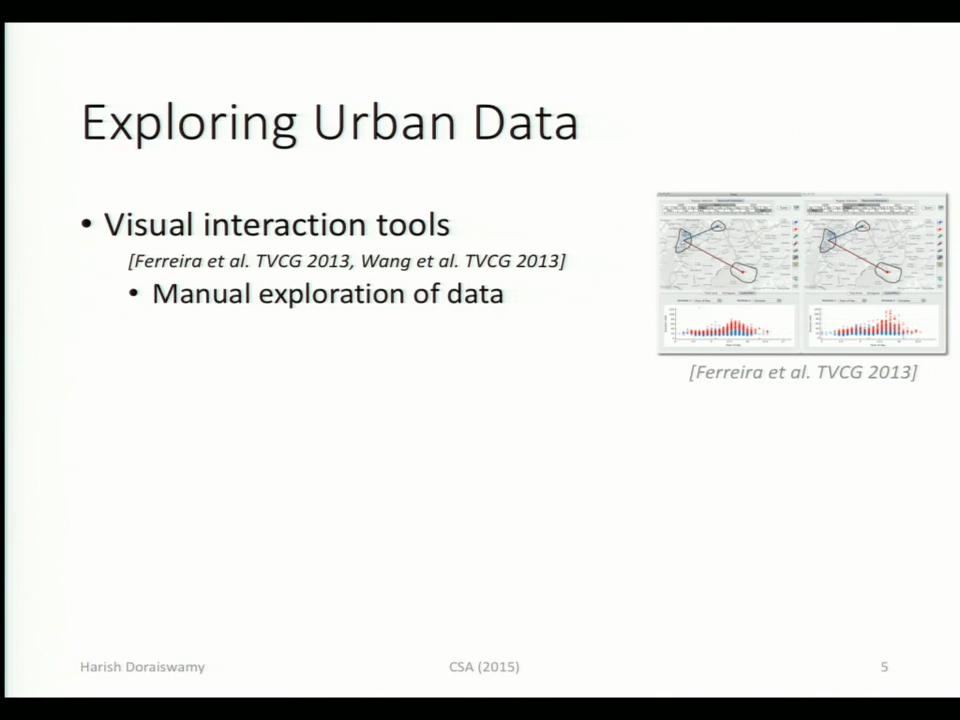 Exploring Urban Data
• Visual interaction tools
[Ferreira et al. TVCG 2013, Wang et al. TVCG 2013]
• Manual exploration of data
[Ferreira et al. TVCG 2013]
Harish Doraiswamy
CSA (2015)
5